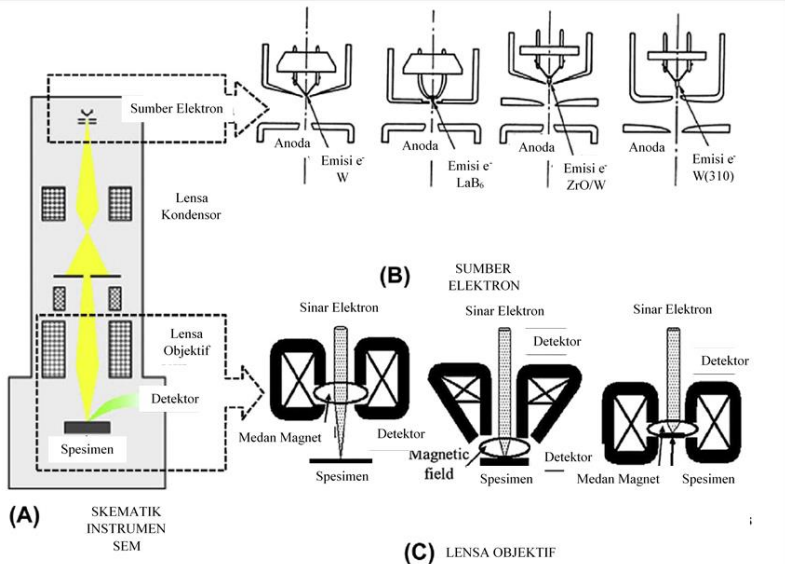 Sumber Elektron
Anoda
Emisi e-
W
Anoda
Emisi e-
LaB₆
Anoda
Emisi e-
ZrO/W
Anoda
Emisi e-
W(310)
Lensa
Kondensor
(B)
SUMBER
ELEKTRON
Lensa
Objektif
Detektor
Spesimen
Sinar Elektron
Medan Magnet
Detektor
Spesimen
Sinar Elektron
Detektor
Magnetic
field
Detektor
Spesimen
Sinar Elektron
Detektor
Medan Magnet
Spesimen
(A)
SKEMATIK
INSTRUMEN
SEM
(C) LENSA OBJEKTIF